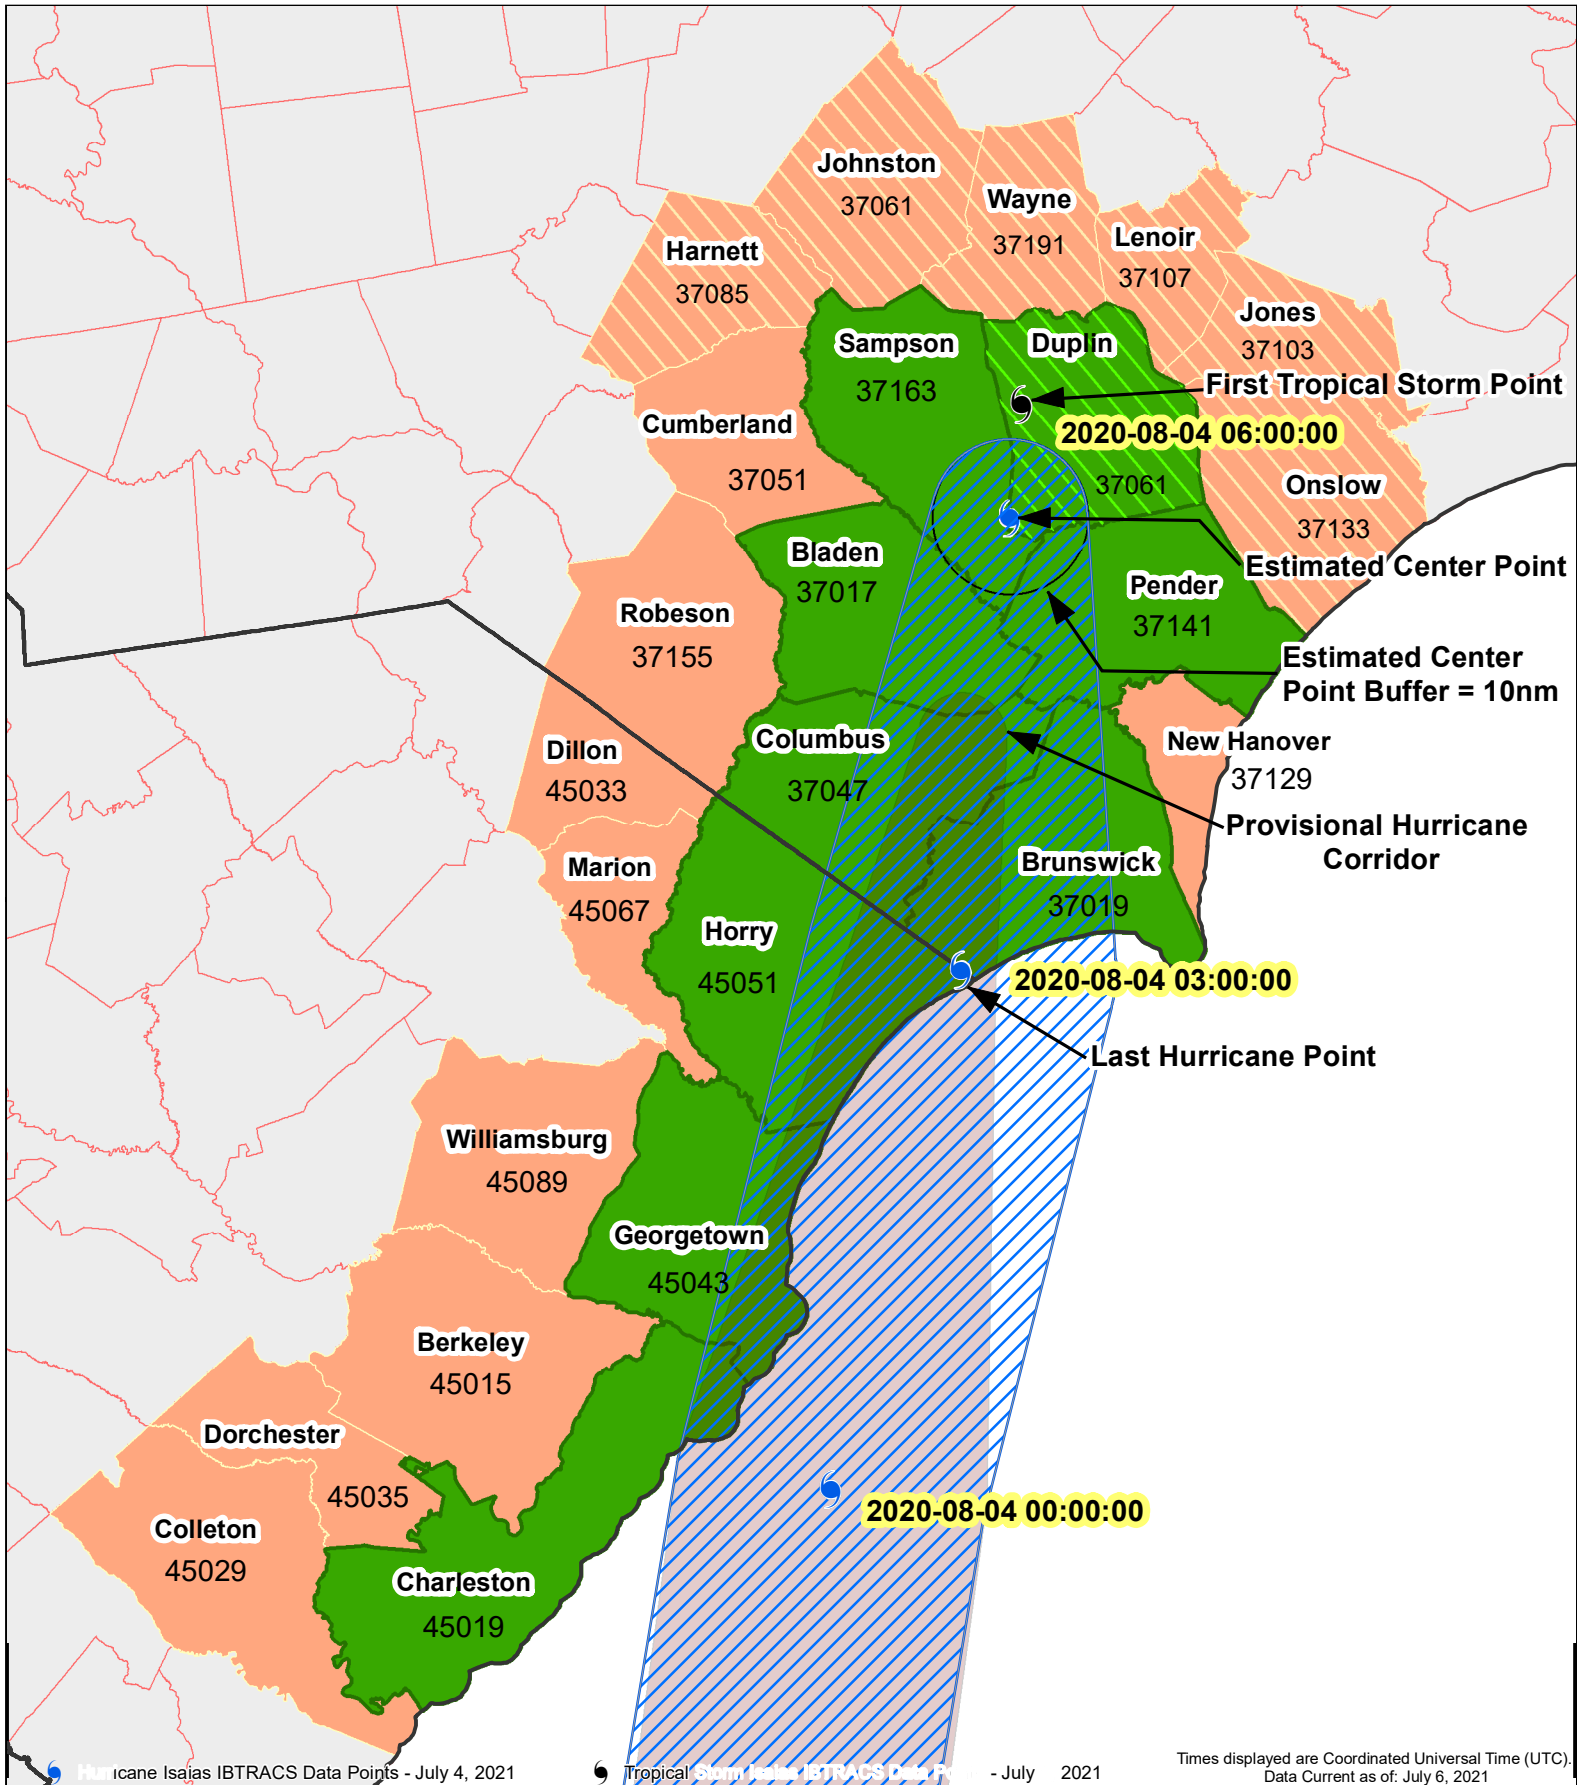 Johnston
37061
Wayne
37191
Lenoir
37107
Harnett
37085
Jones
37103
Sampson
37163
Duplin
First Tropical Storm Point
2020-08-04 06:00:00
Cumberland
37051
37061
Onslow
37133
Bladen
37017
Estimated Center Point
Pender
37141
Robeson
37155
Estimated Center
Point Buffer = 10nm
Columbus
37047
New Hanover
37129
Dillon
45033
Provisional Hurricane
Corridor
Marion
45067
Brunswick
37019
Horry
45051
2020-08-04 03:00:00
Last Hurricane Point
Williamsburg
45089
Georgetown
45043
Berkeley
45015
Dorchester
45035
2020-08-04 00:00:00
Colleton
45029
Charleston
45019
Hurricane Isaias IBTRACS Data Points - July 4, 2021
Tropical Storm Isaias IBTRACS Data - July 2021
Times displayed are Coordinated Universal Time (UTC).
Data Current as of: July 6, 2021